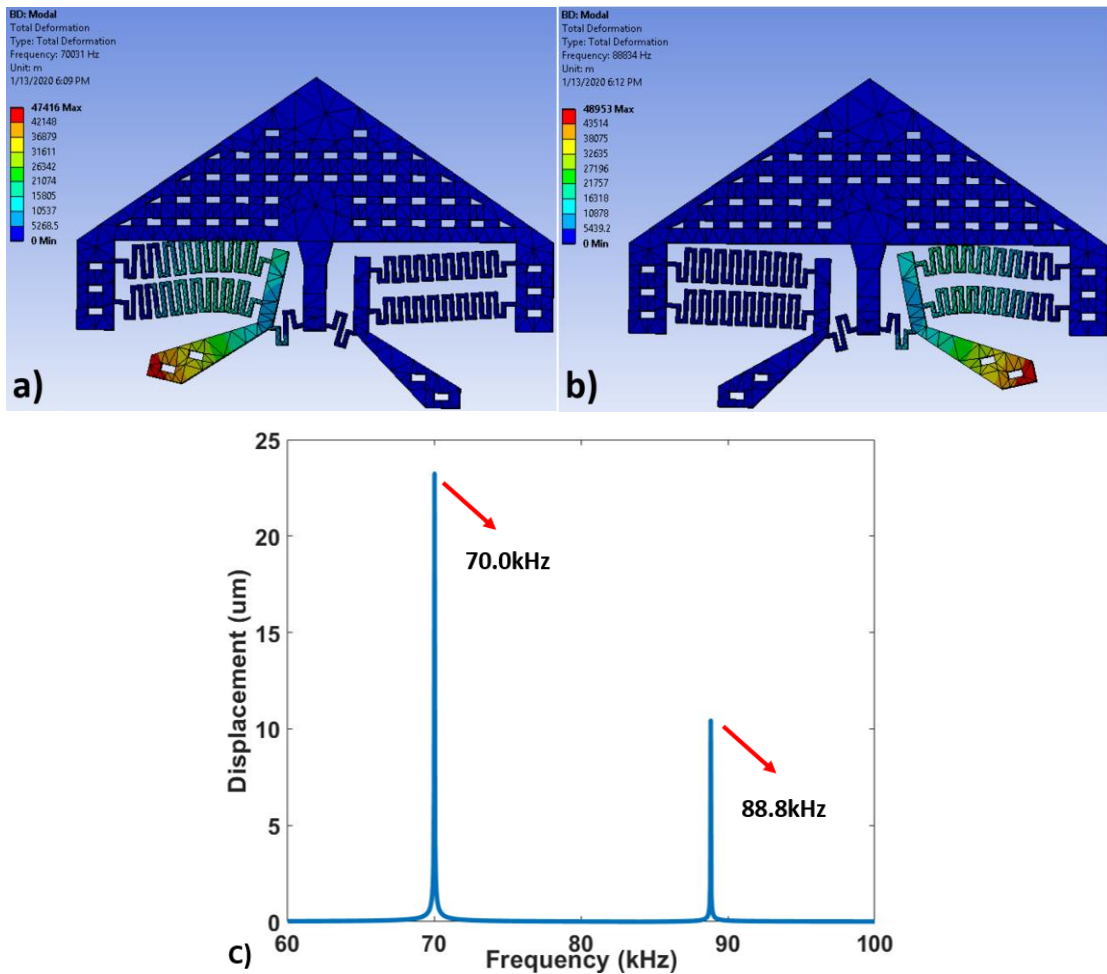 BD: Modal
Total Deformation
Type: Total Deformation
Frequency: 70031 Hz
Unit: m
1/13/2020 6:09 PM
47416 Max
42148
36879
31611
26342
21074
15805
10537
5268.5
0 Min
a)
BD: Modal
Total Deformation
Type: Total Deformation
Frequency: 88834 Hz
Unit: m
1/13/2020 6:12 PM
48953 Max
43514
38075
32635
27196
21757
16318
10878
5439.2
0 Min
b)
25
20
15
10
5
0
Displacement (um)
70.0kHz
88.8kHz
60
70
80
90
100
Frequency (kHz)
c)